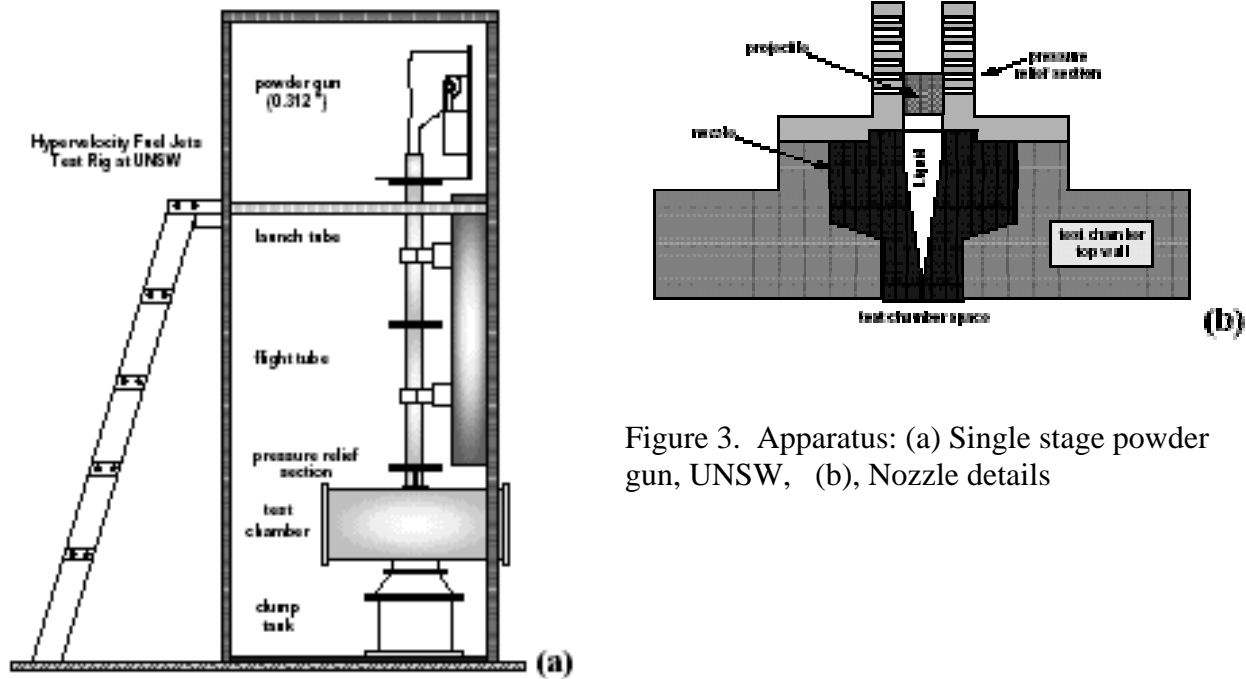 powder gun
(0.312")
Hypervelocity Fuel Jets
Test Rig at UNSW
launch tube
flight tube
pressure relief
section
test
chamber
dump
tank
(a)
projectile
pressure
relief section
nozzle
Liquid
test chamber
top wall
test chamber space
(b)
Figure 3. Apparatus: (a) Single stage powder
gun, UNSW, (b), Nozzle details